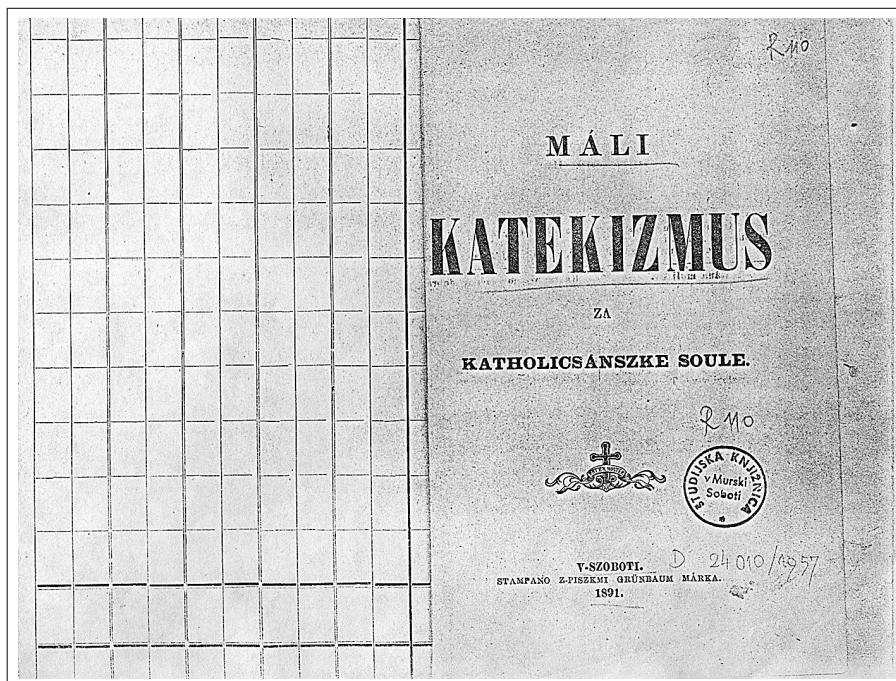 R 110
MÁLI
KATEKIZMUS
ZA
KATHOLICSÁNSZKE SOULE.
R 110
STUDIJSKA KNJIŽNICA
v Murski
Soboti
V-SZOBOTI.
D 24010/1957
STAMPANO Z-PISZKMI GRÜNBAUM MÁRKA.
1891.